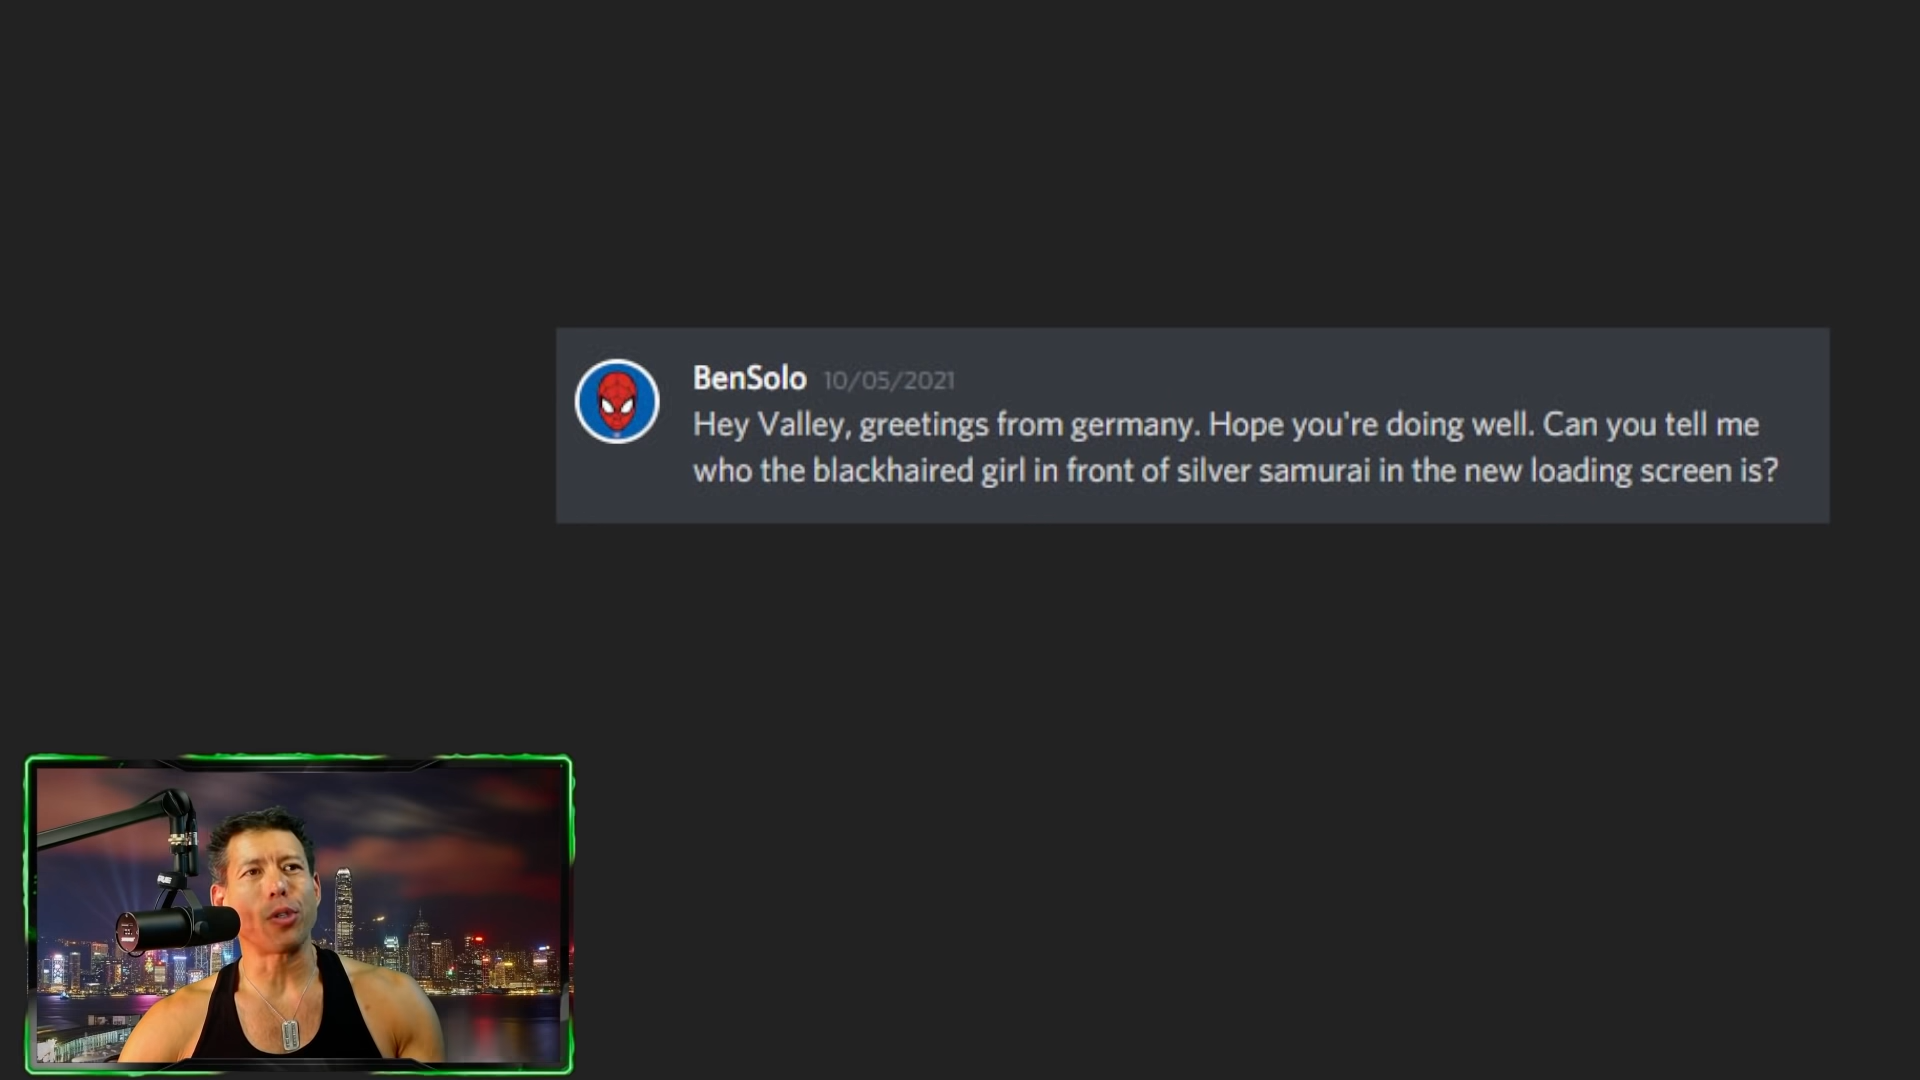 BenSolo 10/05/2021
Hey Valley, greetings from germany. Hope you're doing well. Can you tell me
who the blackhaired girl in front of silver samurai in the new loading screen is?